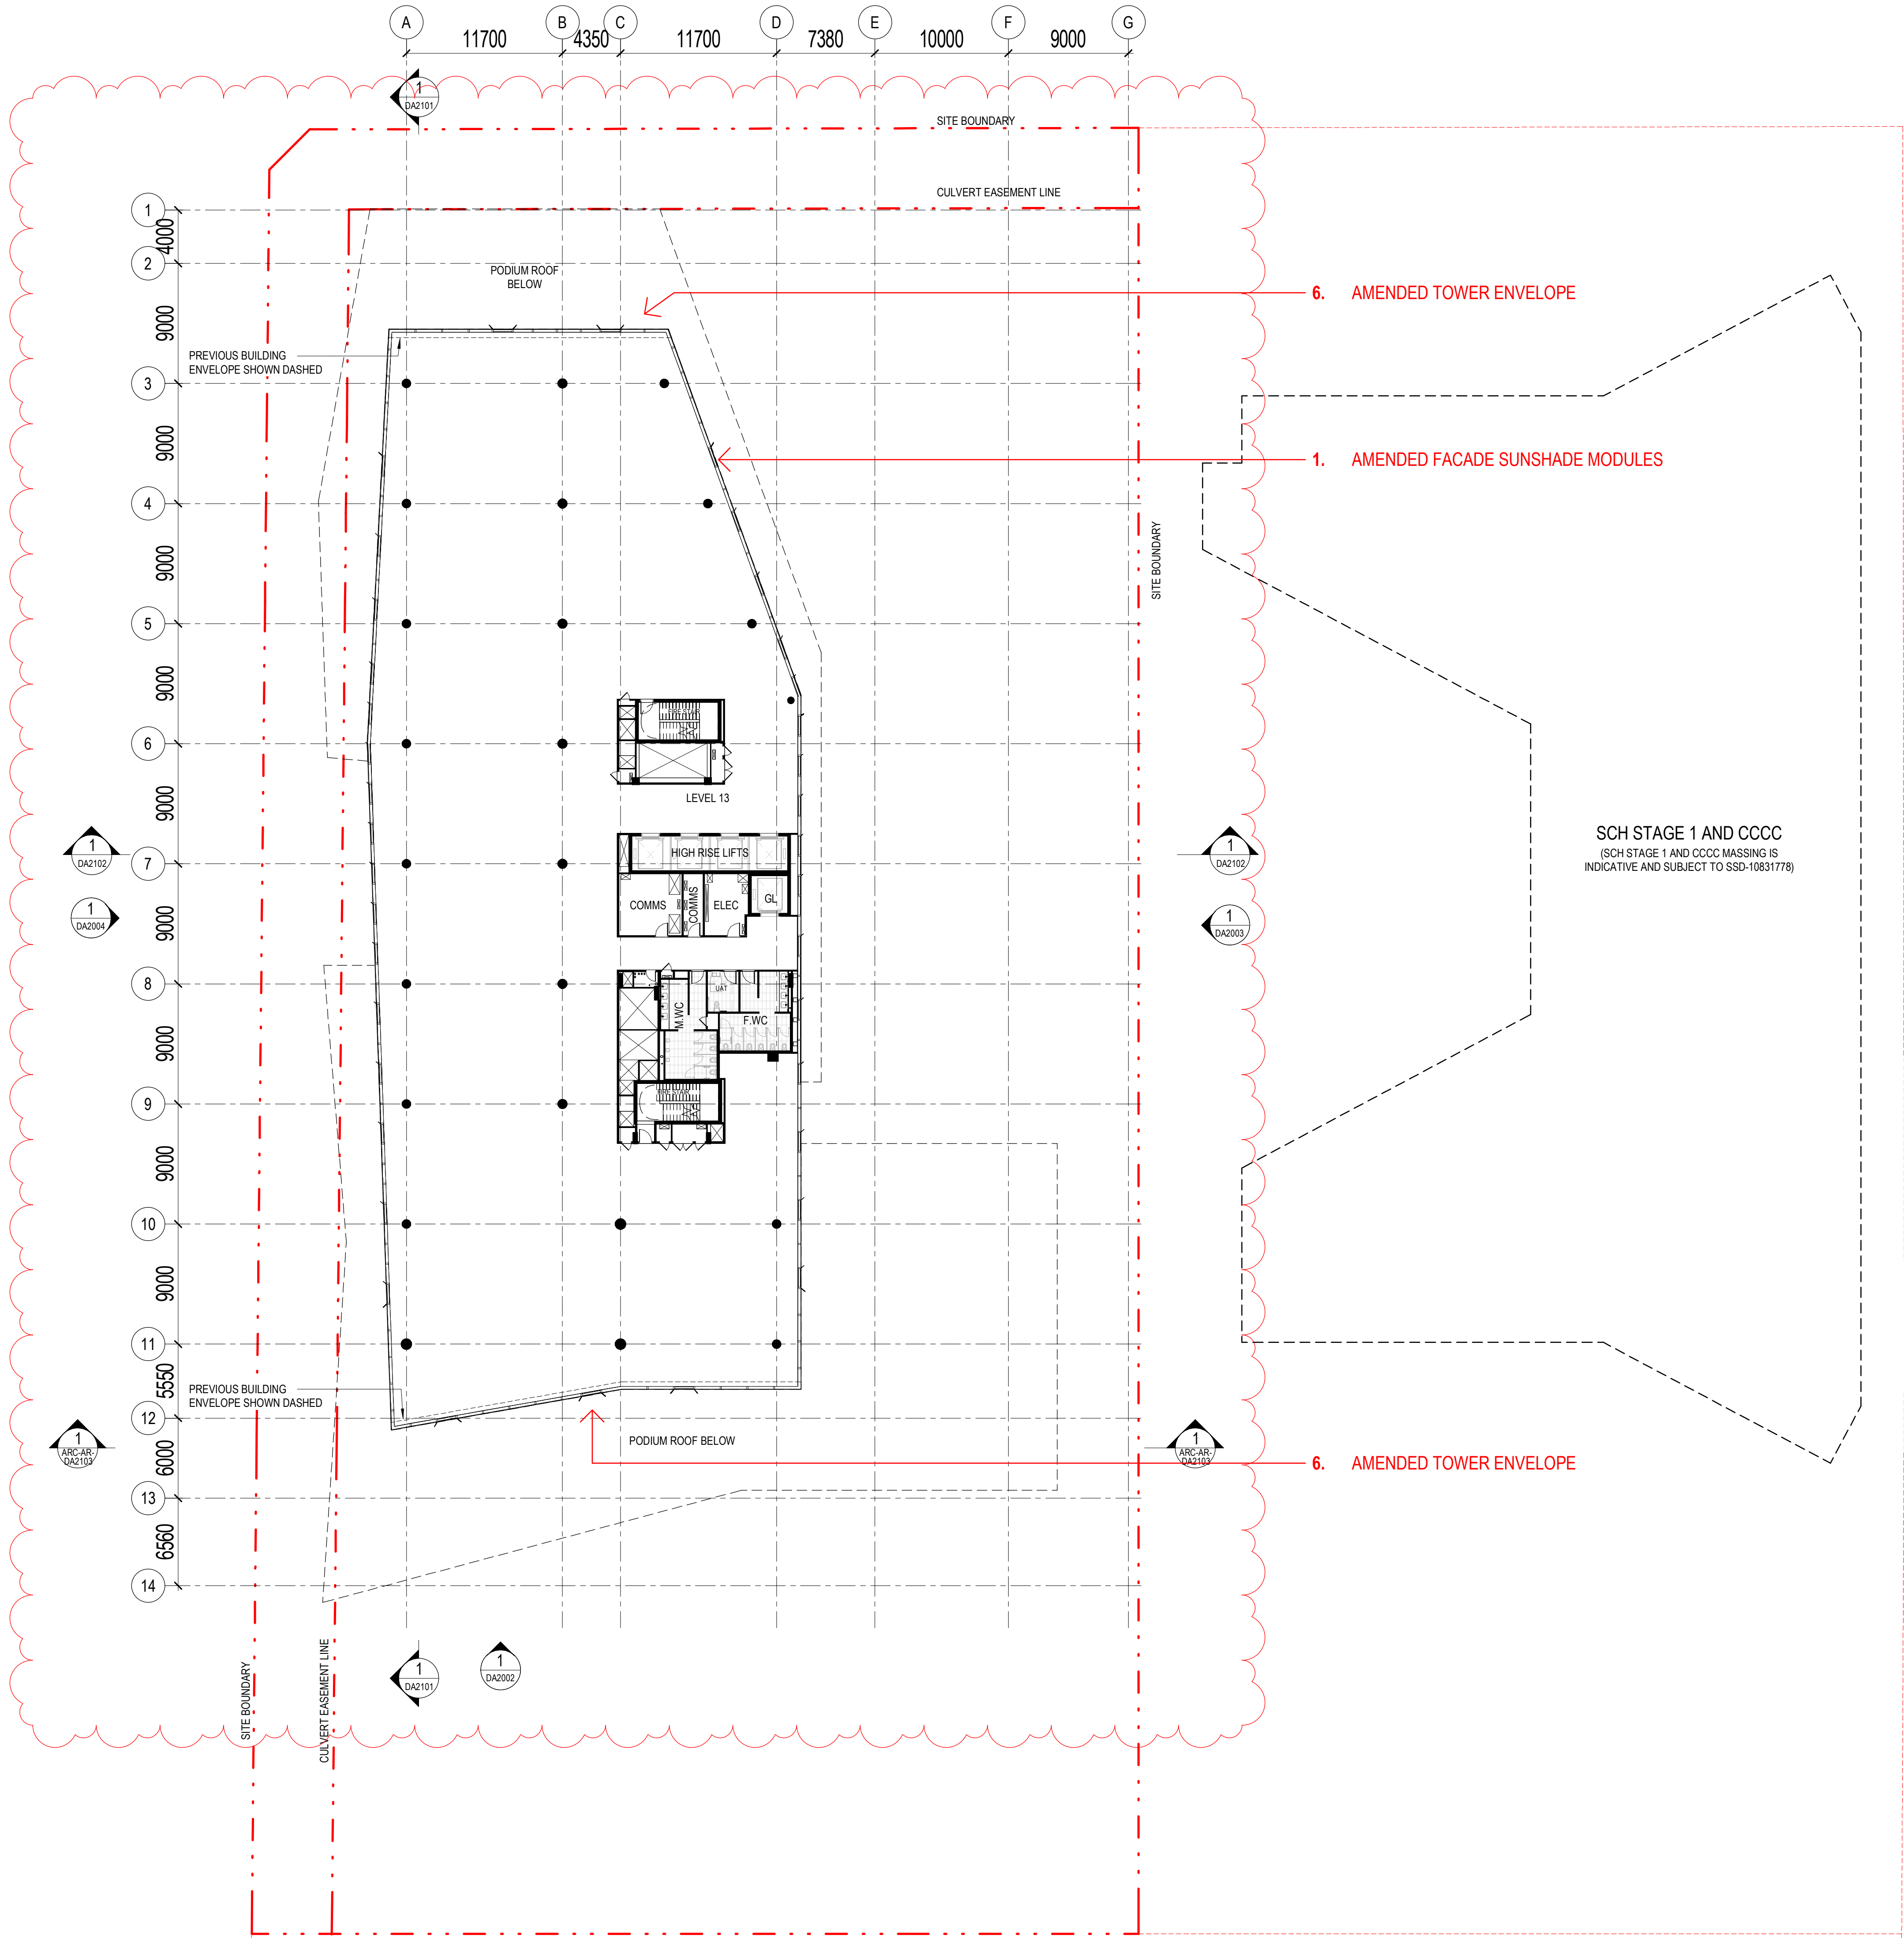 A
B
C
D
E
F
G
11700
4350
11700
7380
10000
9000
1
DA2101
SITE BOUNDARY
CULVERT EASEMENT LINE
1
4000
2
9000
3
9000
4
9000
5
9000
6
9000
7
9000
8
9000
9
9000
10
9000
11
5550
12
6000
13
6560
14
PODIUM ROOF
BELOW
6. AMENDED TOWER ENVELOPE
PREVIOUS BUILDING
ENVELOPE SHOWN DASHED
1. AMENDED FACADE SUNSHADE MODULES
SITE BOUNDARY
FIRE STAIR
LEVEL 13
1
DA2102
HIGH RISE LIFTS
1
DA2102
SCH STAGE 1 AND CCCC
(SCH STAGE 1 AND CCCC MASSING IS
INDICATIVE AND SUBJECT TO SSD-10831778)
COMMS
COMMS
ELEC
GL
1
DA2004
1
DA2003
M.WC
UAT
F.WC
FIRE STAIR
PREVIOUS BUILDING
ENVELOPE SHOWN DASHED
1
ARC-AR-
DA2103
PODIUM ROOF BELOW
1
ARC-AR-
DA2103
6. AMENDED TOWER ENVELOPE
SITE BOUNDARY
CULVERT EASEMENT LINE
1
DA2101
1
DA2002